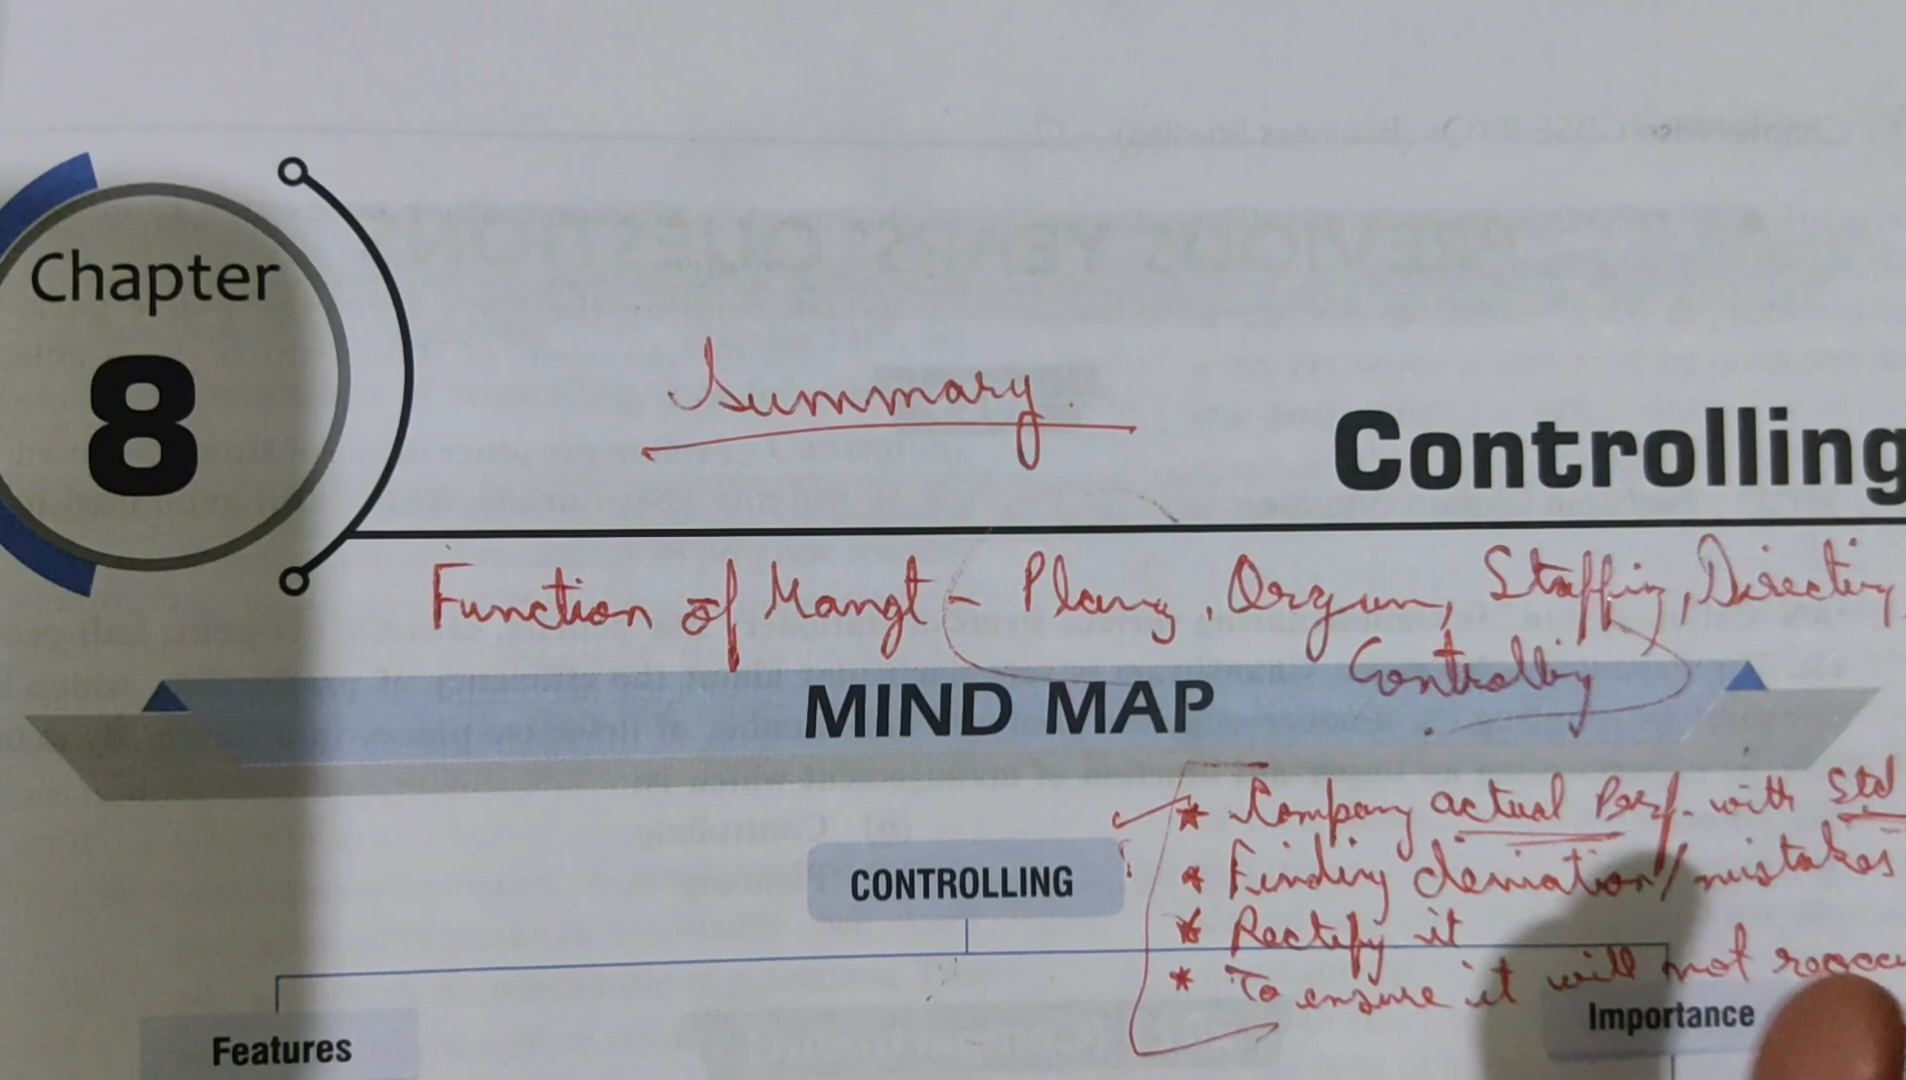 Chapter
8
Summary
Controlling
Function of Mangt - Plang, Orgun, Staffing, Directing
Controlling
MIND MAP
* Company actual Perf. with Std
* Finding deviation/mistakes
CONTROLLING
* Rectify it
* To ensure it will not reoccu
Importance
Features